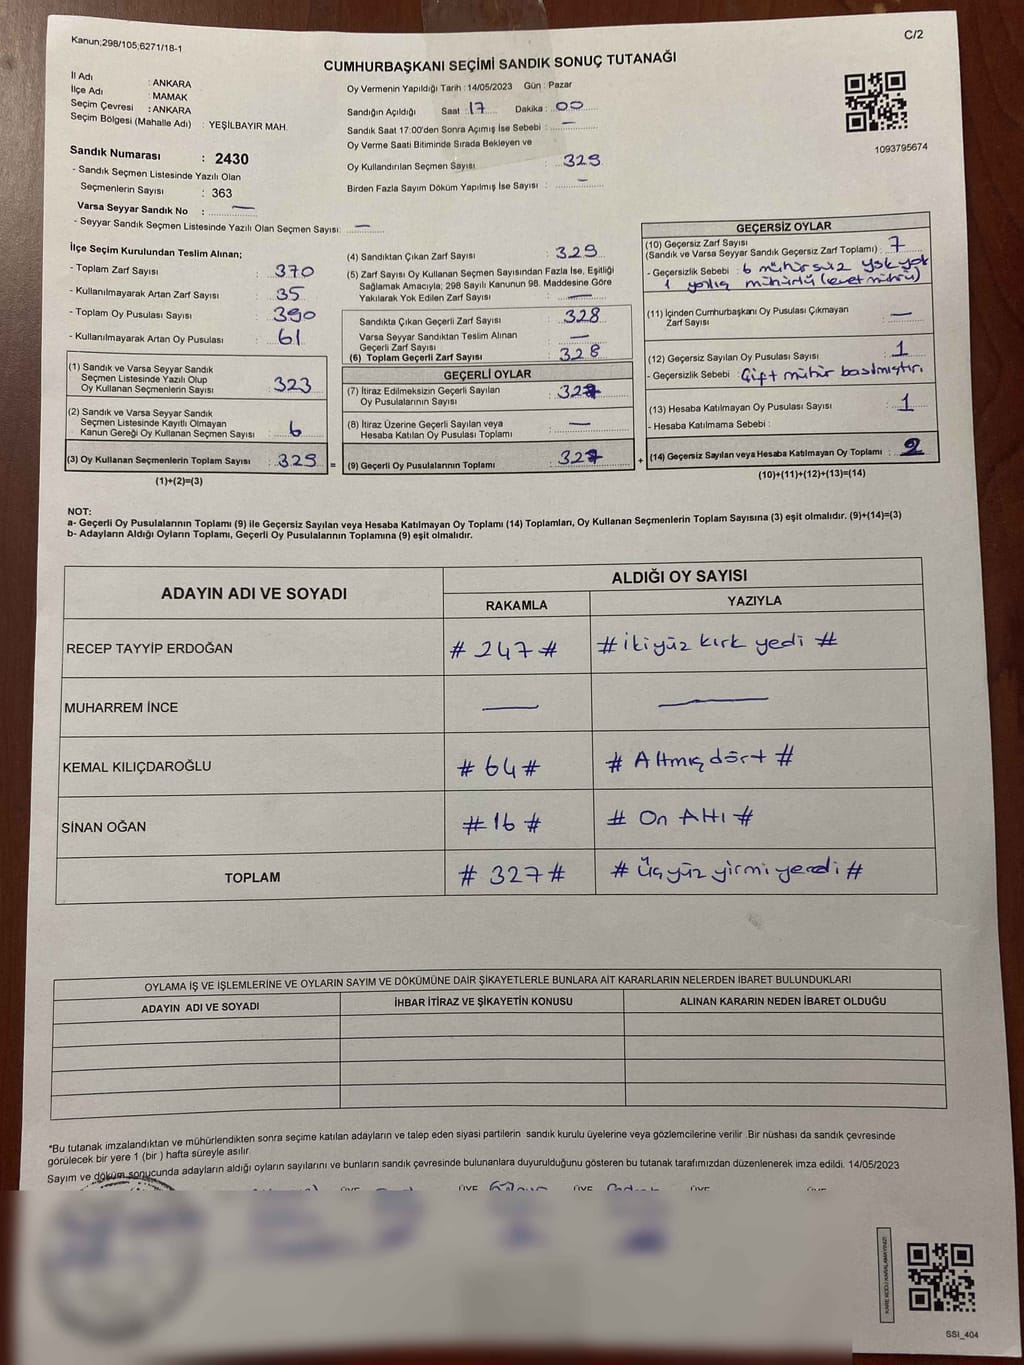 Kanun;298/105;6271/18-1
C/2
CUMHURBAŞKANI SEÇİMİ SANDIK SONUÇ TUTANAĞI
İl Adı : ANKARA
İlçe Adı : MAMAK
Seçim Çevresi : ANKARA
Seçim Bölgesi (Mahalle Adı) : YEŞİLBAYIR MAH.
Sandık Numarası : 2430
- Sandık Seçmen Listesinde Yazılı Olan
Seçmenlerin Sayısı : 363
Varsa Seyyar Sandık No : —
- Seyyar Sandık Seçmen Listesinde Yazılı Olan Seçmen Sayısı: —
Oy Vermenin Yapıldığı Tarih : 14/05/2023 Gün : Pazar
Sandığın Açıldığı Saat : 17 Dakika : 00
Sandık Saat 17:00'den Sonra Açımış İse Sebebi : —
Oy Verme Saati Bitiminde Sırada Bekleyen ve
Oy Kullandırılan Seçmen Sayısı : 329
Birden Fazla Sayım Döküm Yapılmış İse Sayısı : —
1093795674
İlçe Seçim Kurulundan Teslim Alınan;
- Toplam Zarf Sayısı : 370
- Kullanılmayarak Artan Zarf Sayısı : 35
- Toplam Oy Pusulası Sayısı : 390
- Kullanılmayarak Artan Oy Pusulası : 61
(1) Sandık ve Varsa Seyyar Sandık
Seçmen Listesinde Yazılı Olup
Oy Kullanan Seçmenlerin Sayısı : 323
(2) Sandık ve Varsa Seyyar Sandık
Seçmen Listesinde Kayıtlı Olmayan
Kanun Gereği Oy Kullanan Seçmen Sayısı : 6
(3) Oy Kullanan Seçmenlerin Toplam Sayısı : 329
(1)+(2)=(3)
(4) Sandıktan Çıkan Zarf Sayısı : 329
(5) Zarf Sayısı Oy Kullanan Seçmen Sayısından Fazla İse, Eşitliği
Sağlamak Amacıyla; 298 Sayılı Kanunun 98. Maddesine Göre
Yakılarak Yok Edilen Zarf Sayısı : —
Sandıkta Çıkan Geçerli Zarf Sayısı : 328
Varsa Seyyar Sandıktan Teslim Alınan
Geçerli Zarf Sayısı : —
(6) Toplam Geçerli Zarf Sayısı : 328
GEÇERLİ OYLAR
(7) İtiraz Edilmeksizin Geçerli Sayılan
Oy Pusulalarının Sayısı : 327
(8) İtiraz Üzerine Geçerli Sayılan veya
Hesaba Katılan Oy Pusulası Toplamı : —
(9) Geçerli Oy Pusulalarının Toplamı : 327
GEÇERSİZ OYLAR
(10) Geçersiz Zarf Sayısı
(Sandık ve Varsa Seyyar Sandık Geçersiz Zarf Toplamı) : 7
- Geçersizlik Sebebi : 6 mühürsüz ysk yok
1 yanlış mühürlü (evet mührü)
(11) İçinden Cumhurbaşkanı Oy Pusulası Çıkmayan
Zarf Sayısı : —
(12) Geçersiz Sayılan Oy Pusulası Sayısı : 1
- Geçersizlik Sebebi : Çift mühür basılmıştır.
(13) Hesaba Katılmayan Oy Pusulası Sayısı : 1
- Hesaba Katılmama Sebebi :
(14) Geçersiz Sayılan veya Hesaba Katılmayan Oy Toplamı : 2
(10)+(11)+(12)+(13)=(14)
NOT:
a- Geçerli Oy Pusulalarının Toplamı (9) ile Geçersiz Sayılan veya Hesaba Katılmayan Oy Toplamı (14) Toplamları, Oy Kullanan Seçmenlerin Toplam Sayısına (3) eşit olmalıdır. (9)+(14)=(3)
b- Adayların Aldığı Oyların Toplamı, Geçerli Oy Pusulalarının Toplamına (9) eşit olmalıdır.
ADAYIN ADI VE SOYADI
ALDIĞI OY SAYISI
RAKAMLA YAZIYLA
RECEP TAYYİP ERDOĞAN # 247 # # ikiyüz kırk yedi #
MUHARREM İNCE — —
KEMAL KILIÇDAROĞLU # 64 # # Altmış dört #
SİNAN OĞAN # 16 # # On Altı #
TOPLAM # 327 # # Üçyüz yirmi yedi #
OYLAMA İŞ VE İŞLEMLERİNE VE OYLARIN SAYIM VE DÖKÜMÜNE DAİR ŞİKAYETLERLE BUNLARA AİT KARARLARIN NELERDEN İBARET BULUNDUKLARI
ADAYIN ADI VE SOYADI İHBAR İTİRAZ VE ŞİKAYETİN KONUSU ALINAN KARARIN NEDEN İBARET OLDUĞU
*Bu tutanak imzalandıktan ve mühürlendikten sonra seçime katılan adayların ve talep eden siyasi partilerin sandık kurulu üyelerine veya gözlemcilerine verilir .Bir nüshası da sandık çevresinde
görülecek bir yere 1 (bir ) hafta süreyle asılır.
Sayım ve döküm sonucunda adayların aldığı oyların sayılarını ve bunların sandık çevresinde bulunanlara duyurulduğunu gösteren bu tutanak tarafımızdan düzenlenerek imza edildi. 14/05/2023
KARE KODU KARALAMAYINIZ!
SSI_404